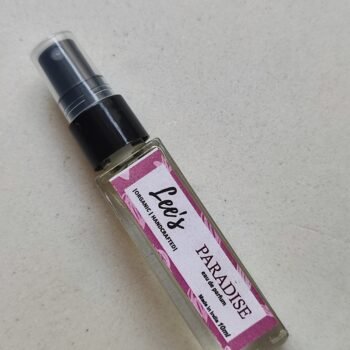 Lee's
|ORGANIC | HANDCRAFTED|
PARADISE
eau de parfum
Made in India 10ml